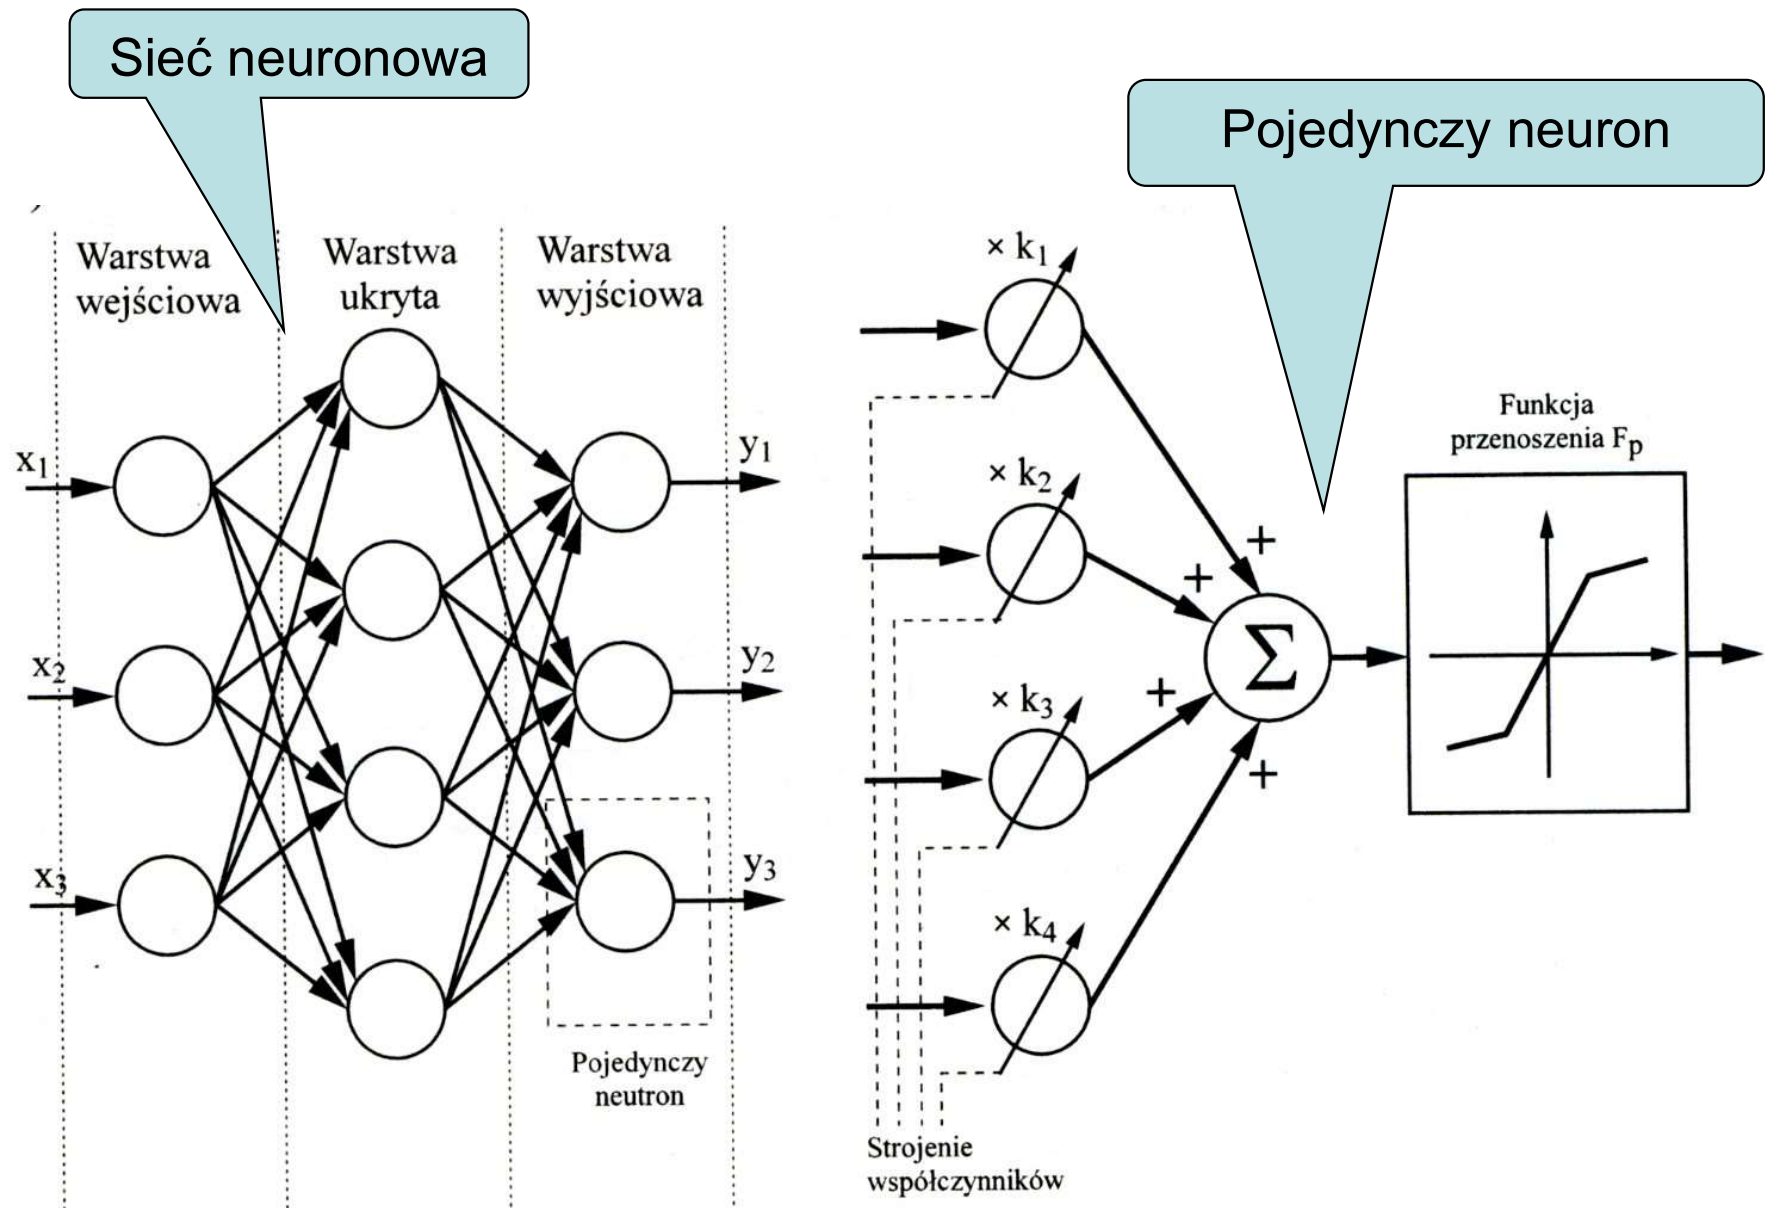 Sieć neuronowa
Pojedynczy neuron
Warstwa
wejściowa
Warstwa
ukryta
Warstwa
wyjściowa
x1
x2
x3
y1
y2
y3
Pojedynczy
neutron
× k1
× k2
× k3
× k4
+
+
+
+
Σ
Funkcja
przenoszenia Fp
Strojenie
współczynników